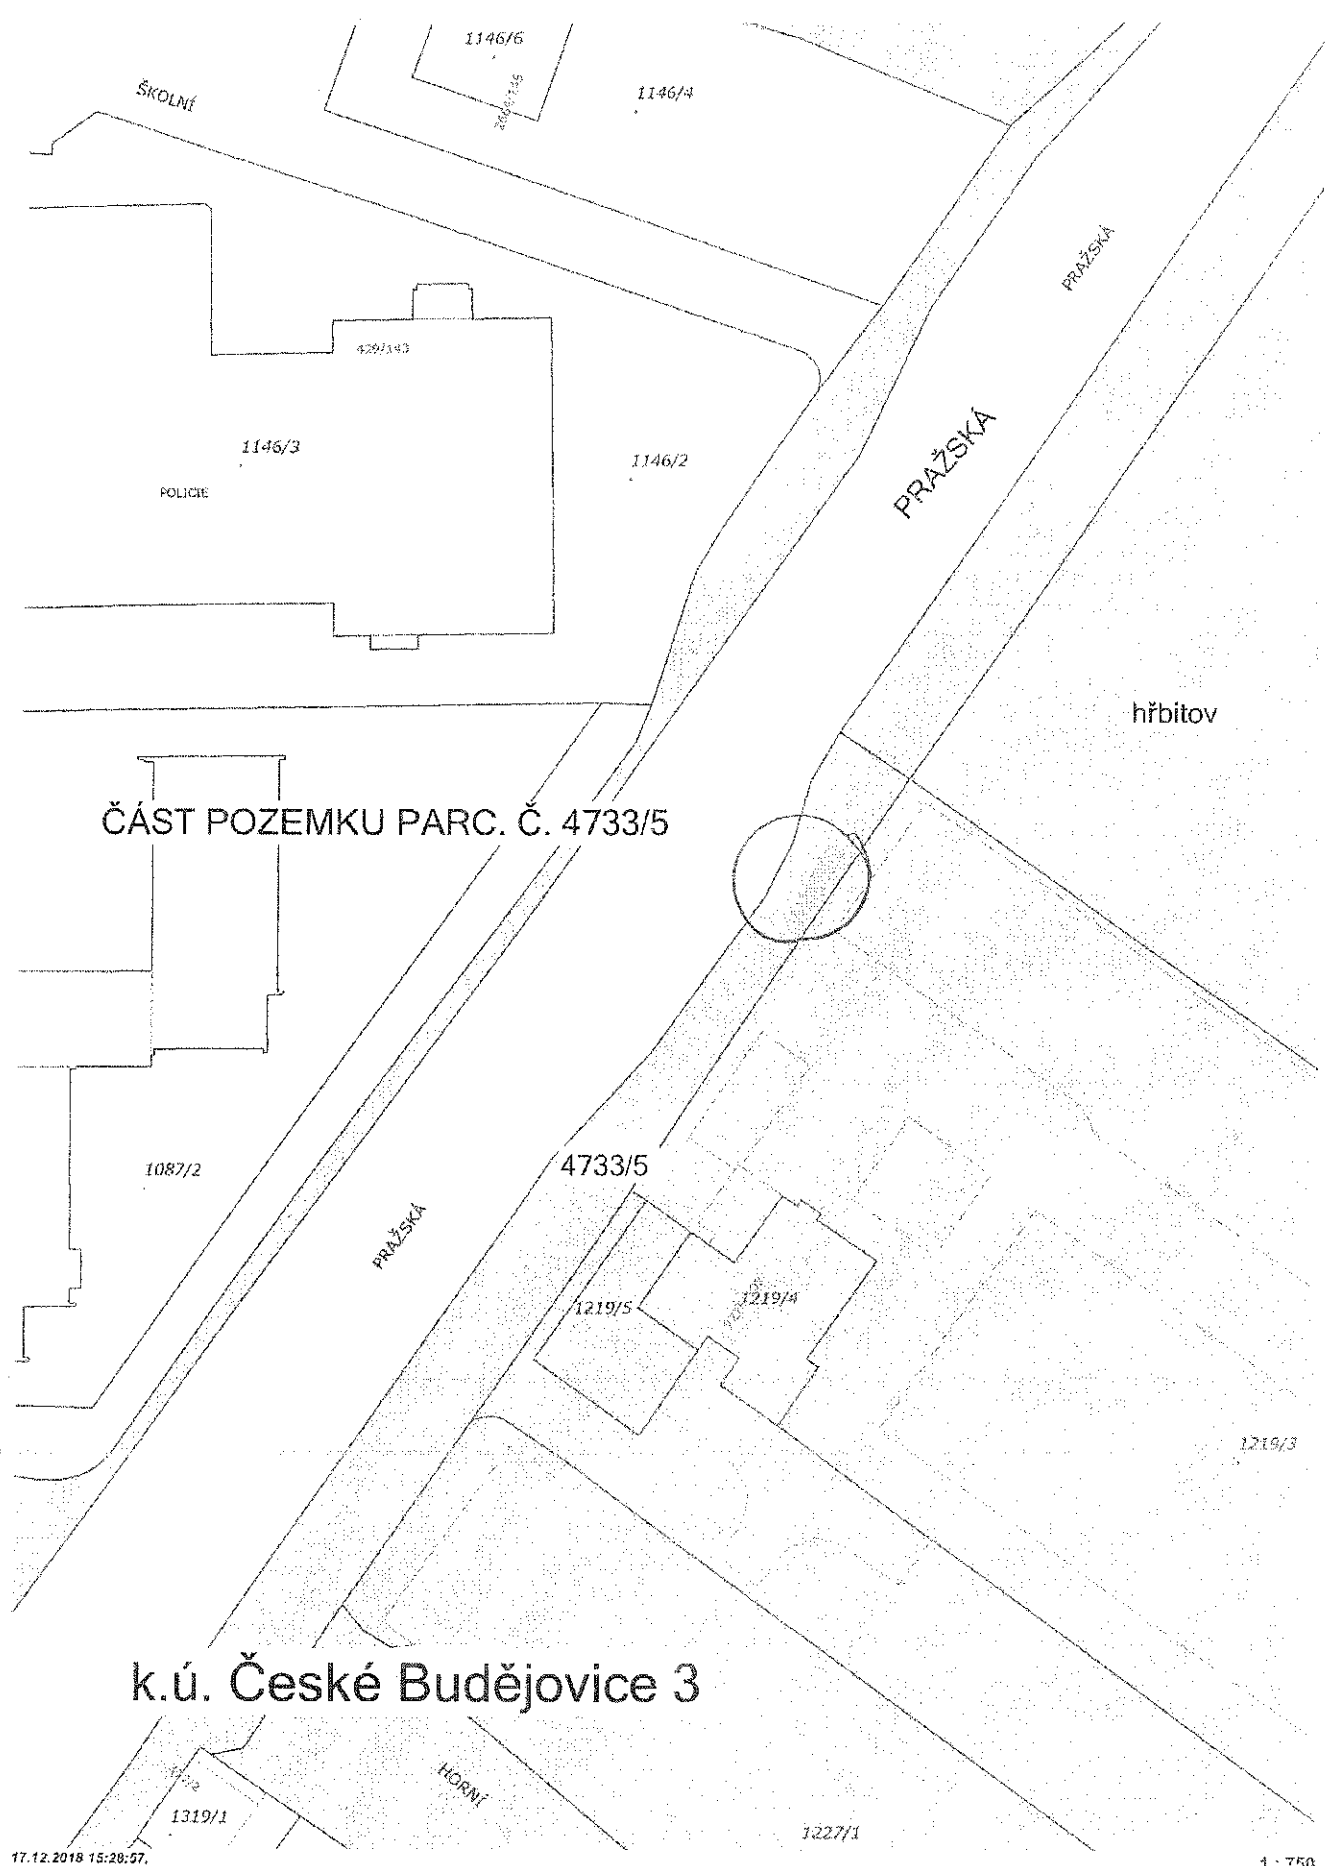 1146/6
ŠKOLNÍ
1146/4
PRAŽSKÁ
429/143
PRAŽSKÁ
1146/3
1146/2
POLICIE
hřbitov
ČÁST POZEMKU PARC. Č. 4733/5
4733/5
1087/2
PRAŽSKÁ
1219/5
1219/4
1219/3
k.ú. České Budějovice 3
HORNÍ
1319/1
1227/1
17.12.2018 15:28:57,
1 : 750